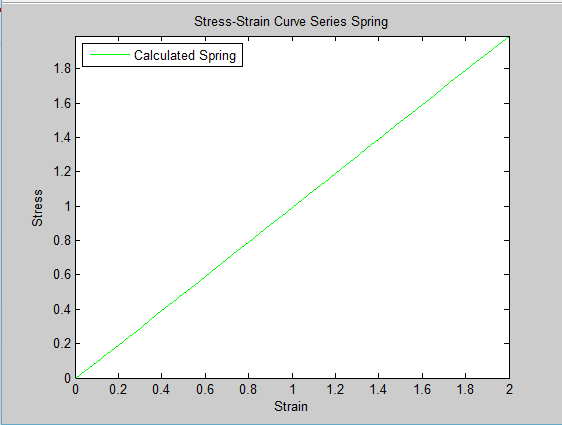 Stress-Strain Curve Series Spring
Calculated Spring
Stress
1.8
1.6
1.4
1.2
1
0.8
0.6
0.4
0.2
0
0 0.2 0.4 0.6 0.8 1 1.2 1.4 1.6 1.8 2
Strain